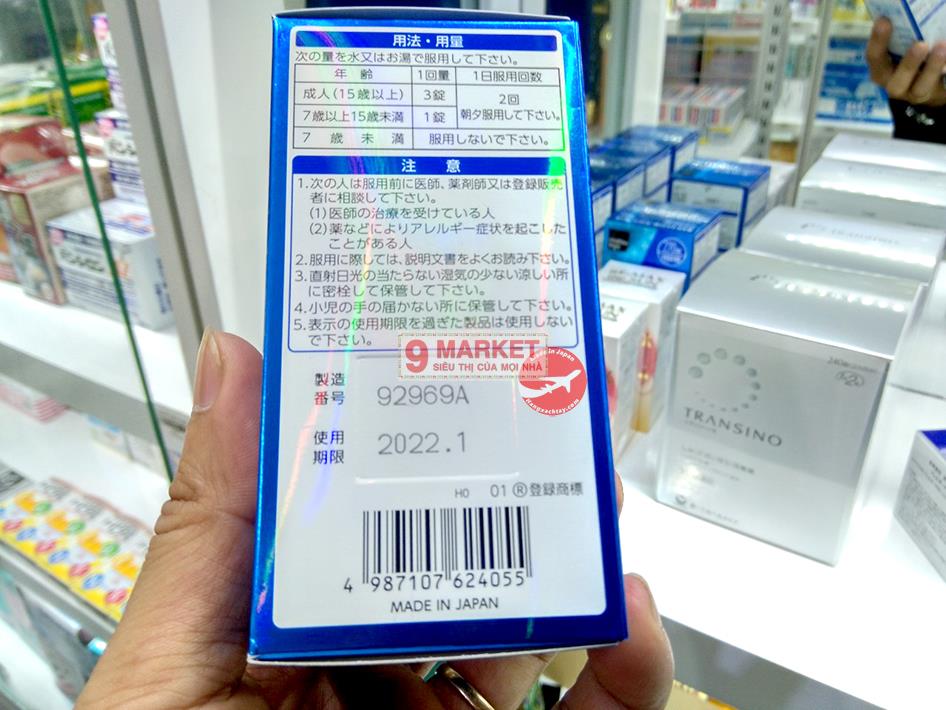 用法・用量
次の量を水又はお湯で服用して下さい。
年 齢 1回量 1日服用回数
成人(15歳以上) 3錠 2回
7歳以上15歳未満 1錠 朝夕服用して下さい。
7 歳 未 満 服用しないで下さい。
注 意
1.次の人は服用前に医師、薬剤師又は登録販売
者に相談して下さい。
(1)医師の治療を受けている人
(2)薬などによりアレルギー症状を起こした
ことがある人
2.服用に際しては、説明文書をよくお読み下さい。
3.直射日光の当たらない湿気の少ない涼しい所
に密栓して保管して下さい。
4.小児の手の届かない所に保管して下さい。
5.表示の使用期限を過ぎた製品は使用しない
で下さい。
9 MARKET
SIÊU THỊ CỦA MỌI NHÀ
Made in Japan
Hangxachtay.com
製造
番号 92969A
使用
期限 2022.1
H0 01 ®登録商標
4 987107 624055
MADE IN JAPAN
TRANSINO